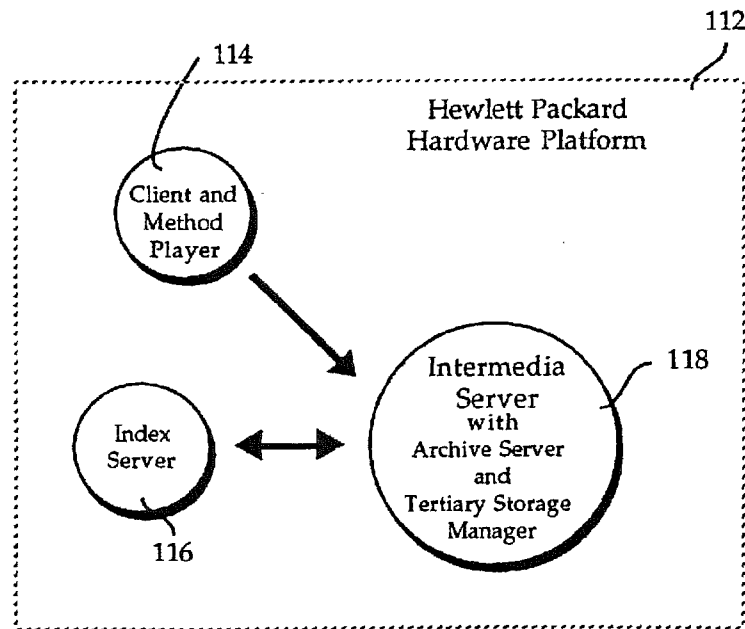 112
114
Hewlett Packard
Hardware Platform
Client and
Method
Player
Intermedia
Server
with
Archive Server
and
Tertiary Storage
Manager
118
Index
Server
116